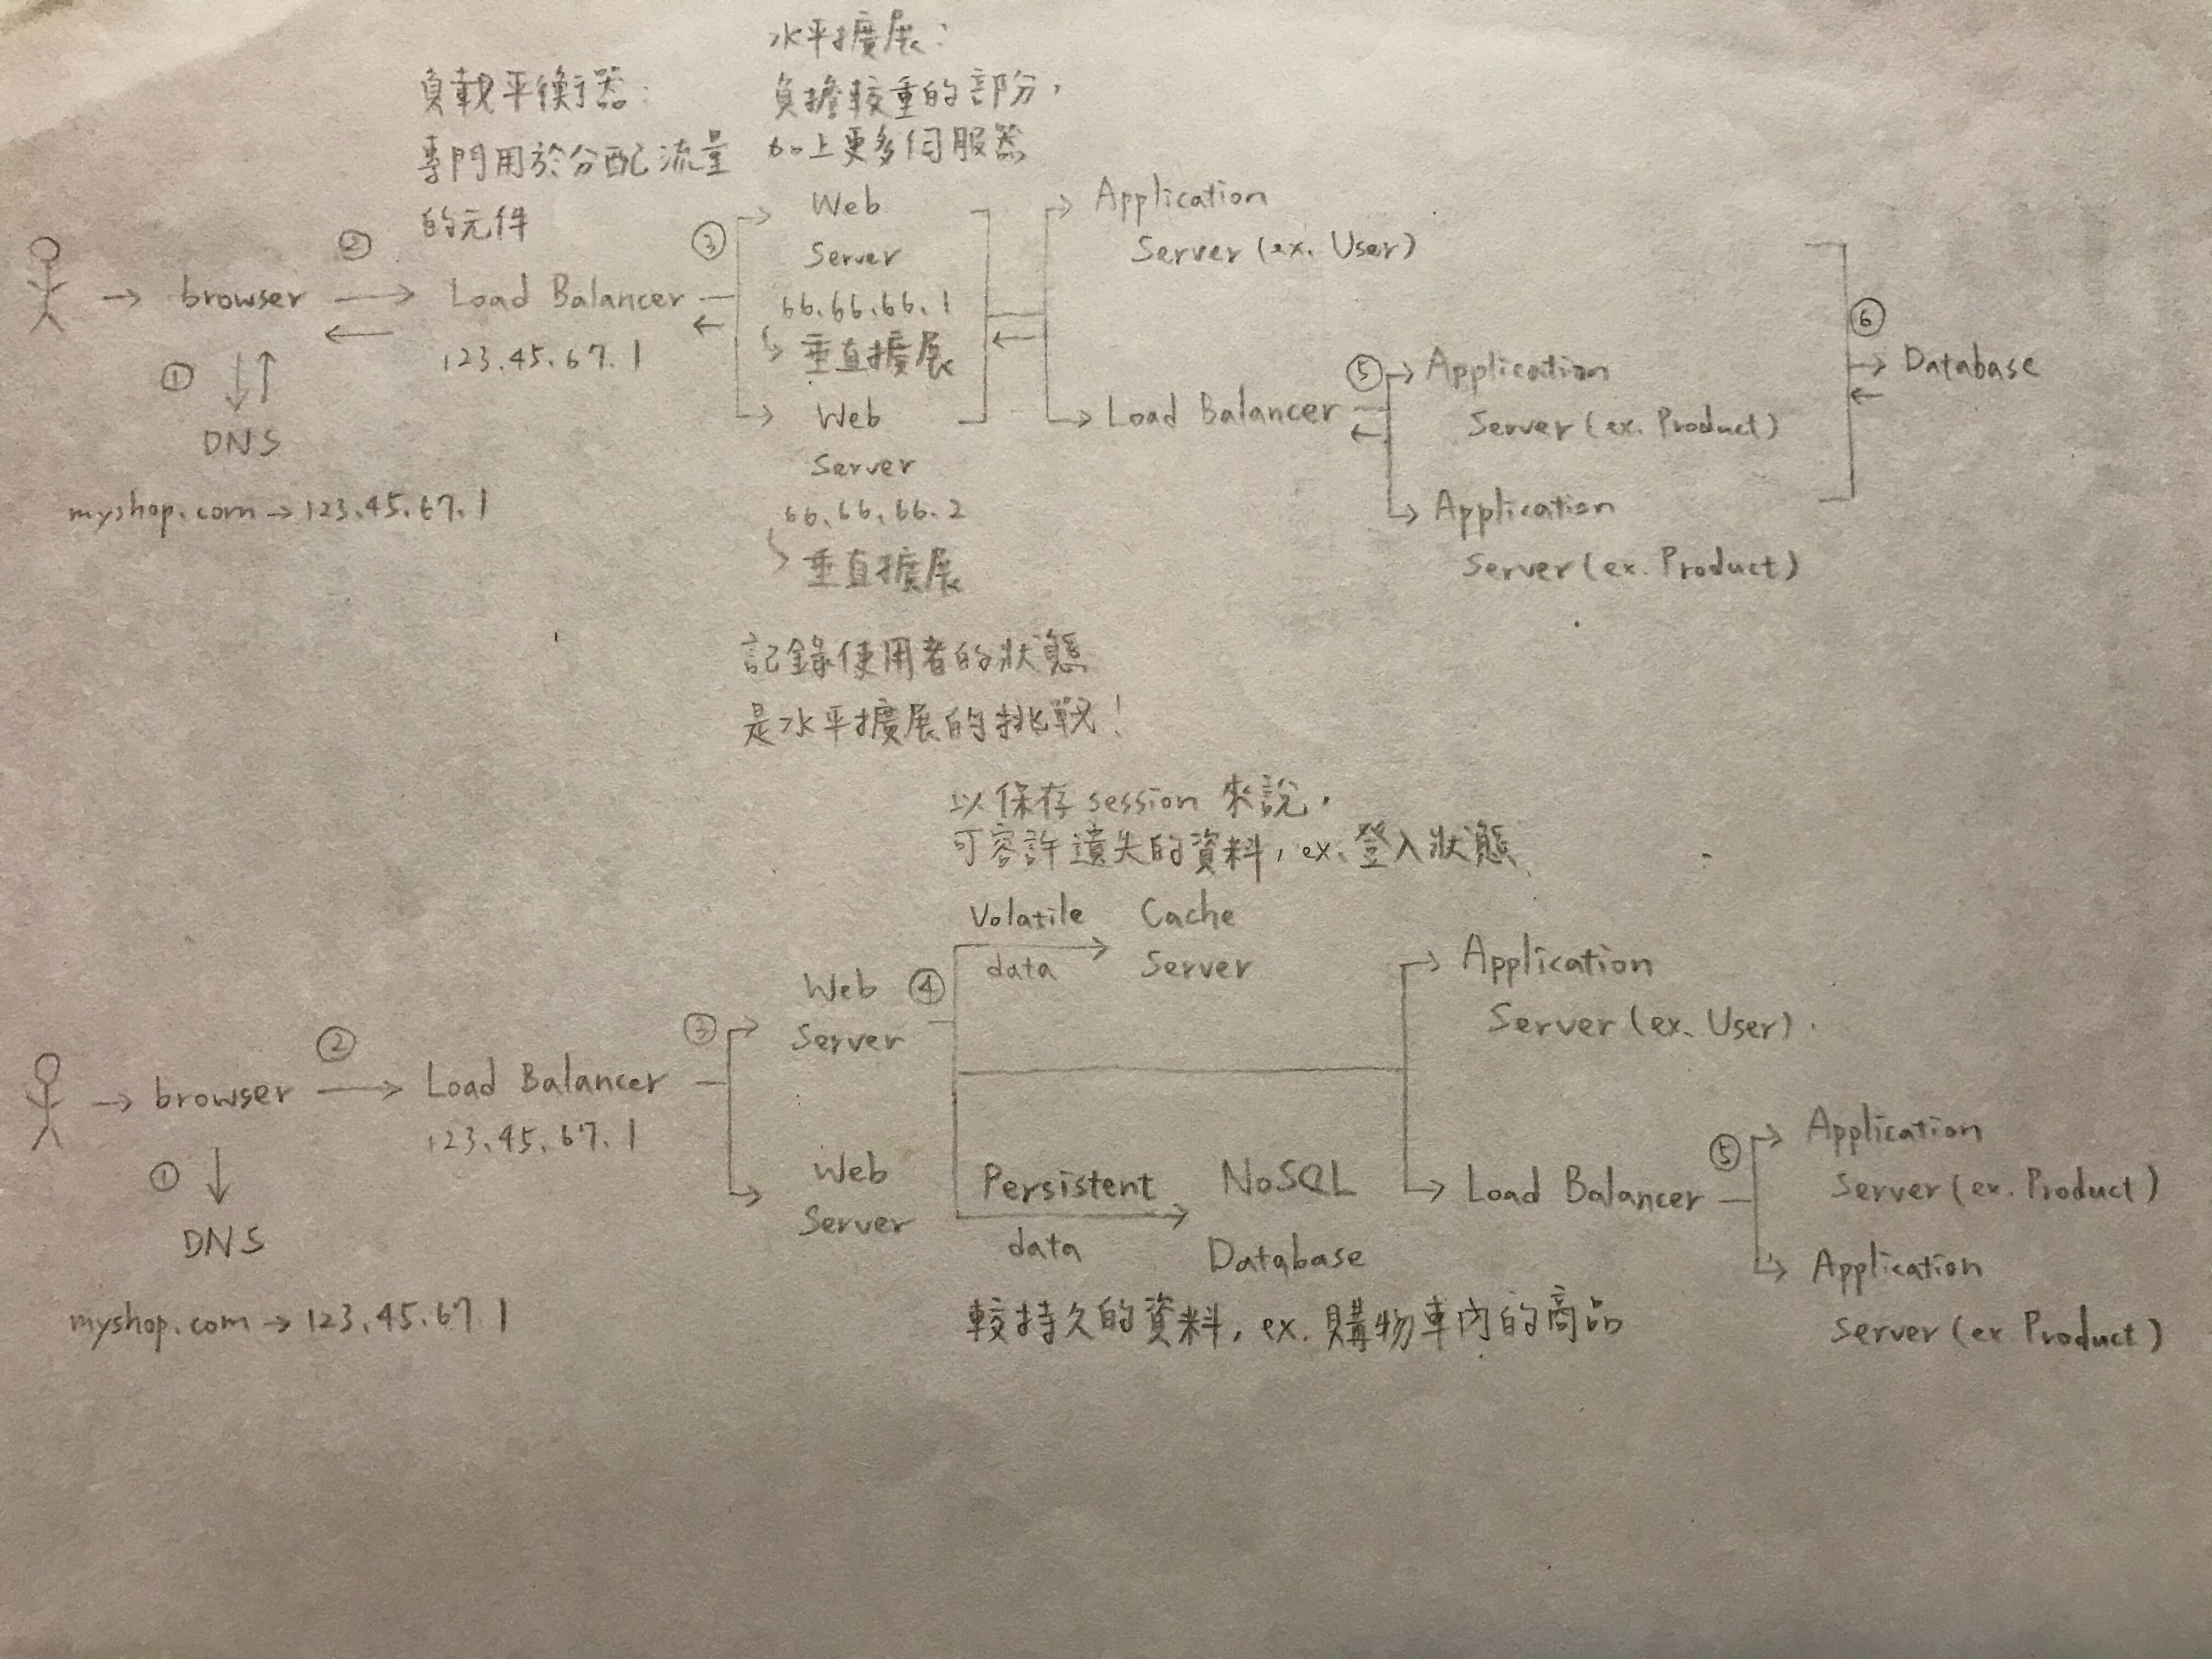 水平擴展：
負擔較重的部分，
加上更多伺服器
負載平衡器：
專門用於分配流量
的元件
browser
②
Load Balancer
123.45.67.1
①
DNS
myshop.com → 123.45.67.1
③
Web
Server
66.66.66.1
垂直擴展
Web
Server
66.66.66.2
垂直擴展
Application
Server (ex. User)
Load Balancer
⑤
Application
Server (ex. Product)
Application
Server (ex. Product)
⑥
Database
記錄使用者的狀態
是水平擴展的挑戰！
以保存 session 來說，
可容許遺失的資料，ex. 登入狀態
browser
②
Load Balancer
123.45.67.1
①
DNS
myshop.com → 123.45.67.1
③
Web
Server
Web
Server
④
Volatile
data
Cache
Server
Persistent
data
NoSQL
Database
較持久的資料，ex. 購物車內的商品
Application
Server (ex. User)
Load Balancer
⑤
Application
Server (ex. Product)
Application
Server (ex Product)